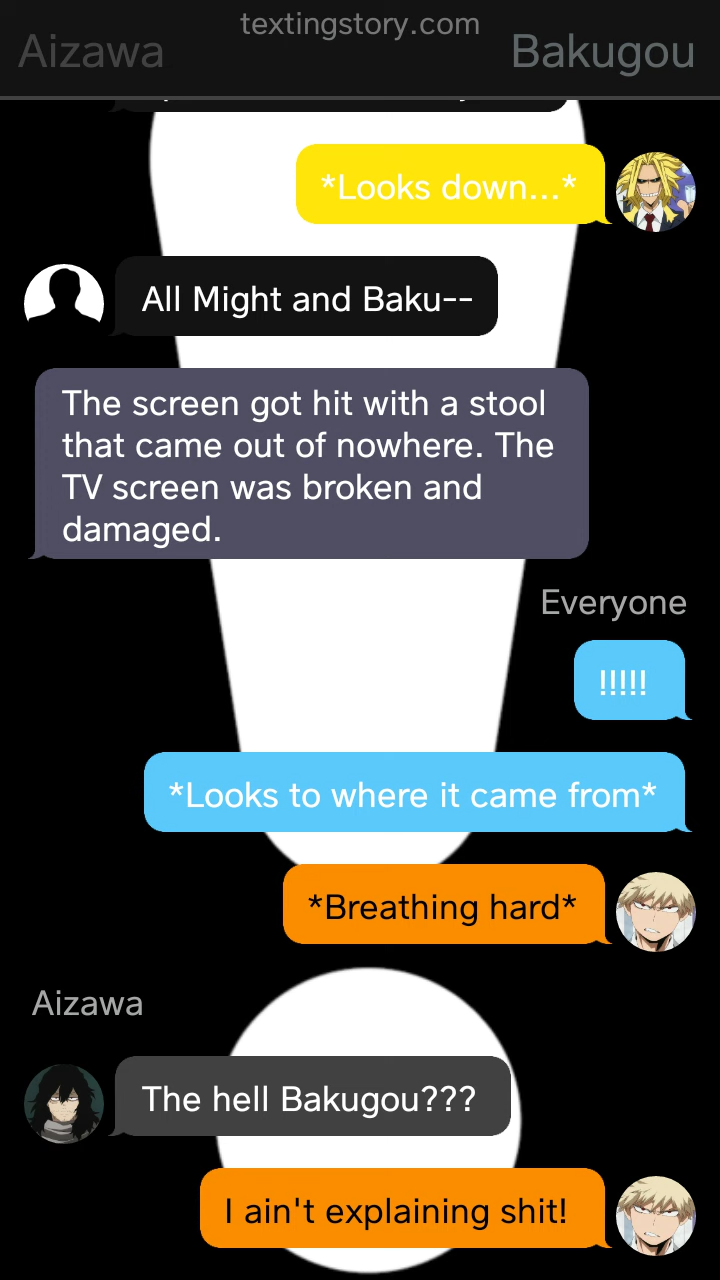 textingstory.com
Aizawa
Bakugou
*Looks down...*
All Might and Baku--
The screen got hit with a stool
that came out of nowhere. The
TV screen was broken and
damaged.
Everyone
!!!!!
*Looks to where it came from*
*Breathing hard*
Aizawa
The hell Bakugou???
I ain't explaining shit!